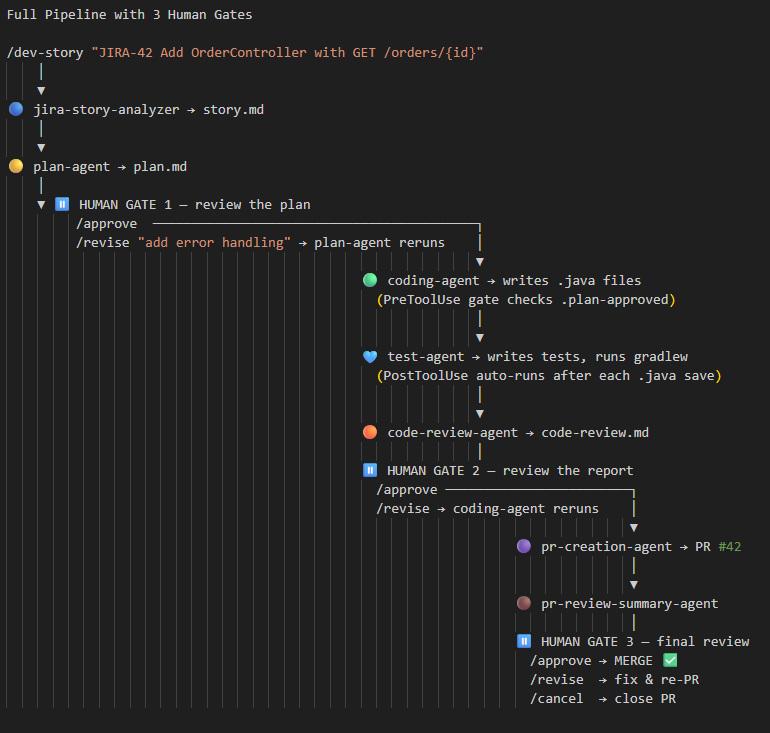 Full Pipeline with 3 Human Gates
/dev-story "JIRA-42 Add OrderController with GET /orders/{id}"
jira-story-analyzer → story.md
plan-agent → plan.md
HUMAN GATE 1 — review the plan
/approve
/revise "add error handling" → plan-agent reruns
coding-agent → writes .java files
(PreToolUse gate checks .plan-approved)
test-agent → writes tests, runs gradlew
(PostToolUse auto-runs after each .java save)
code-review-agent → code-review.md
HUMAN GATE 2 — review the report
/approve
/revise → coding-agent reruns
pr-creation-agent → PR #42
pr-review-summary-agent
HUMAN GATE 3 — final review
/approve → MERGE ✅
/revise → fix & re-PR
/cancel → close PR